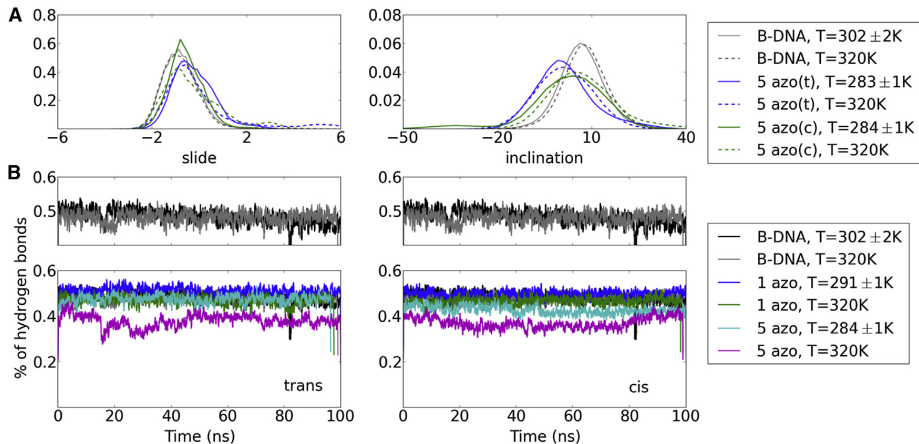 A
0.8
0.6
0.4
0.2
−6
−2
2
6
slide
0.08
0.06
0.04
0.02
−50
−20
10
40
inclination
B-DNA, T=302±2K
B-DNA, T=320K
5 azo(t), T=283±1K
5 azo(t), T=320K
5 azo(c), T=284±1K
5 azo(c), T=320K
B
% of hydrogen bonds
0.6
0.5
0.6
0.5
0.6
0.4
0.2
trans
0
20
40
60
80
100
Time (ns)
0.6
0.4
0.2
cis
0
20
40
60
80
100
Time (ns)
B-DNA, T=302±2K
B-DNA, T=320K
1 azo, T=291±1K
1 azo, T=320K
5 azo, T=284±1K
5 azo, T=320K